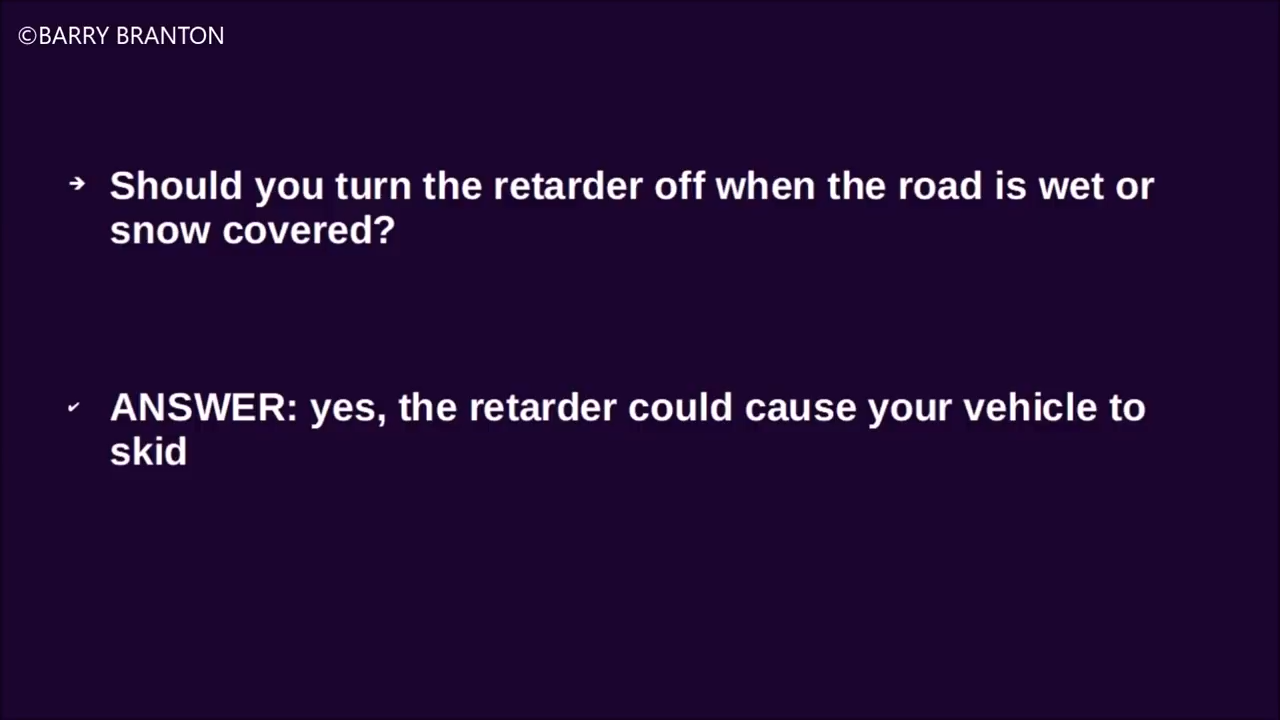 ©BARRY BRANTON
➔ Should you turn the retarder off when the road is wet or
snow covered?
✔ ANSWER: yes, the retarder could cause your vehicle to
skid